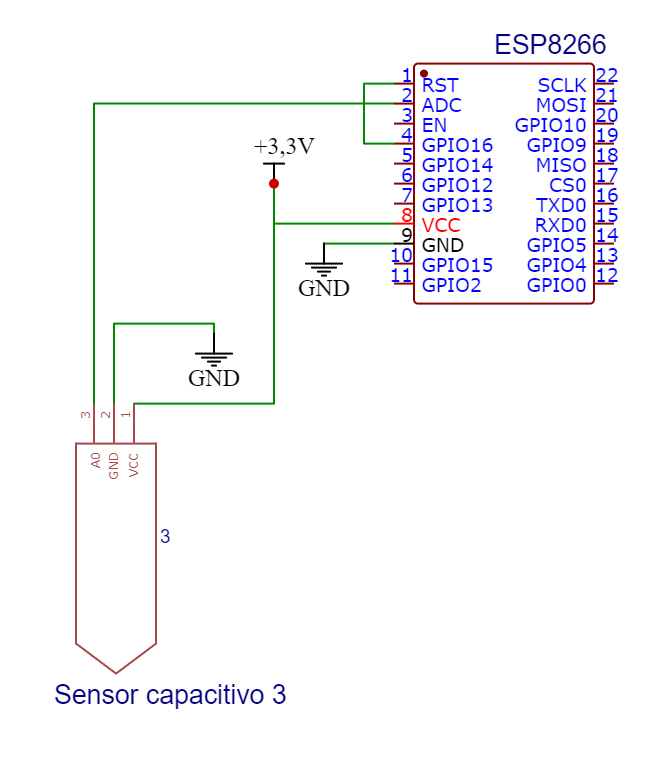 ESP8266
1 RST SCLK 22
2 ADC MOSI 21
3 EN GPIO10 20
4 GPIO16 GPIO9 19
5 GPIO14 MISO 18
6 GPIO12 CS0 17
7 GPIO13 TXD0 16
8 VCC RXD0 15
9 GND GPIO5 14
10 GPIO15 GPIO4 13
11 GPIO2 GPIO0 12
+3,3V
GND
GND
3 2 1
A0 GND VCC
3
Sensor capacitivo 3